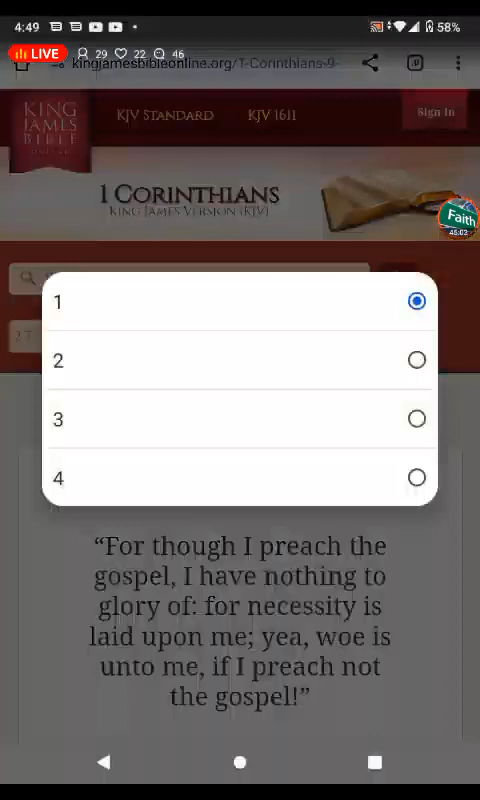 4:49
58%
LIVE 29 22 46
kingjamesbibleonline.org/1-Corinthians-9-
KING
JAMES
BIBLE
ONLINE
KJV STANDARD
KJV 1611
Sign In
1 CORINTHIANS
KING JAMES VERSION (KJV)
Faith
45:02
1
2
3
4
2 T
“For though I preach the
gospel, I have nothing to
glory of: for necessity is
laid upon me; yea, woe is
unto me, if I preach not
the gospel!”